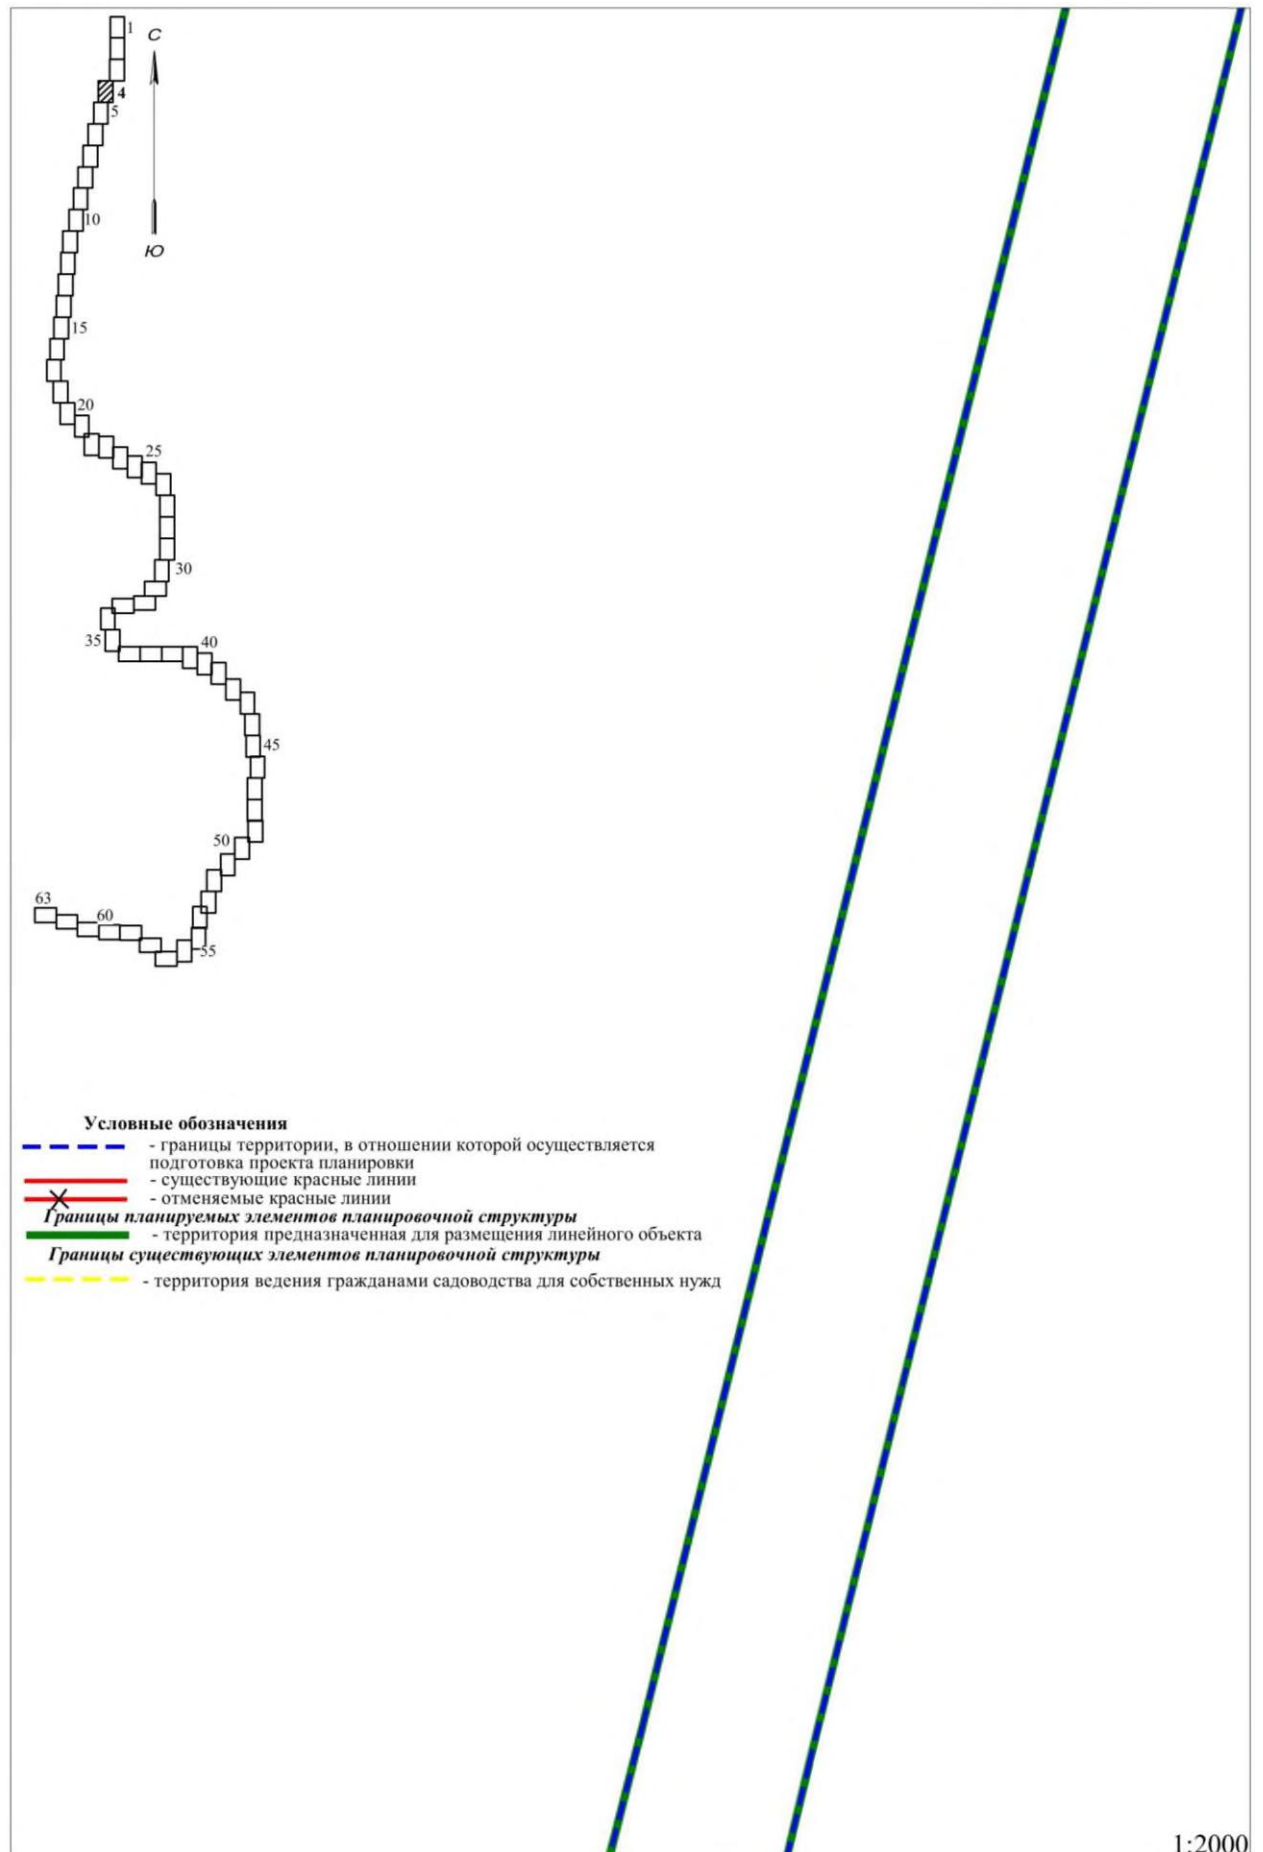 1
С
4
5
10
Ю
15
20
25
30
35
40
45
50
63
60
55
Условные обозначения
- границы территории, в отношении которой осуществляется
подготовка проекта планировки
- существующие красные линии
- отменяемые красные линии
Границы планируемых элементов планировочной структуры
- территория предназначенная для размещения линейного объекта
Границы существующих элементов планировочной структуры
- территория ведения гражданами садоводства для собственных нужд
1:2000